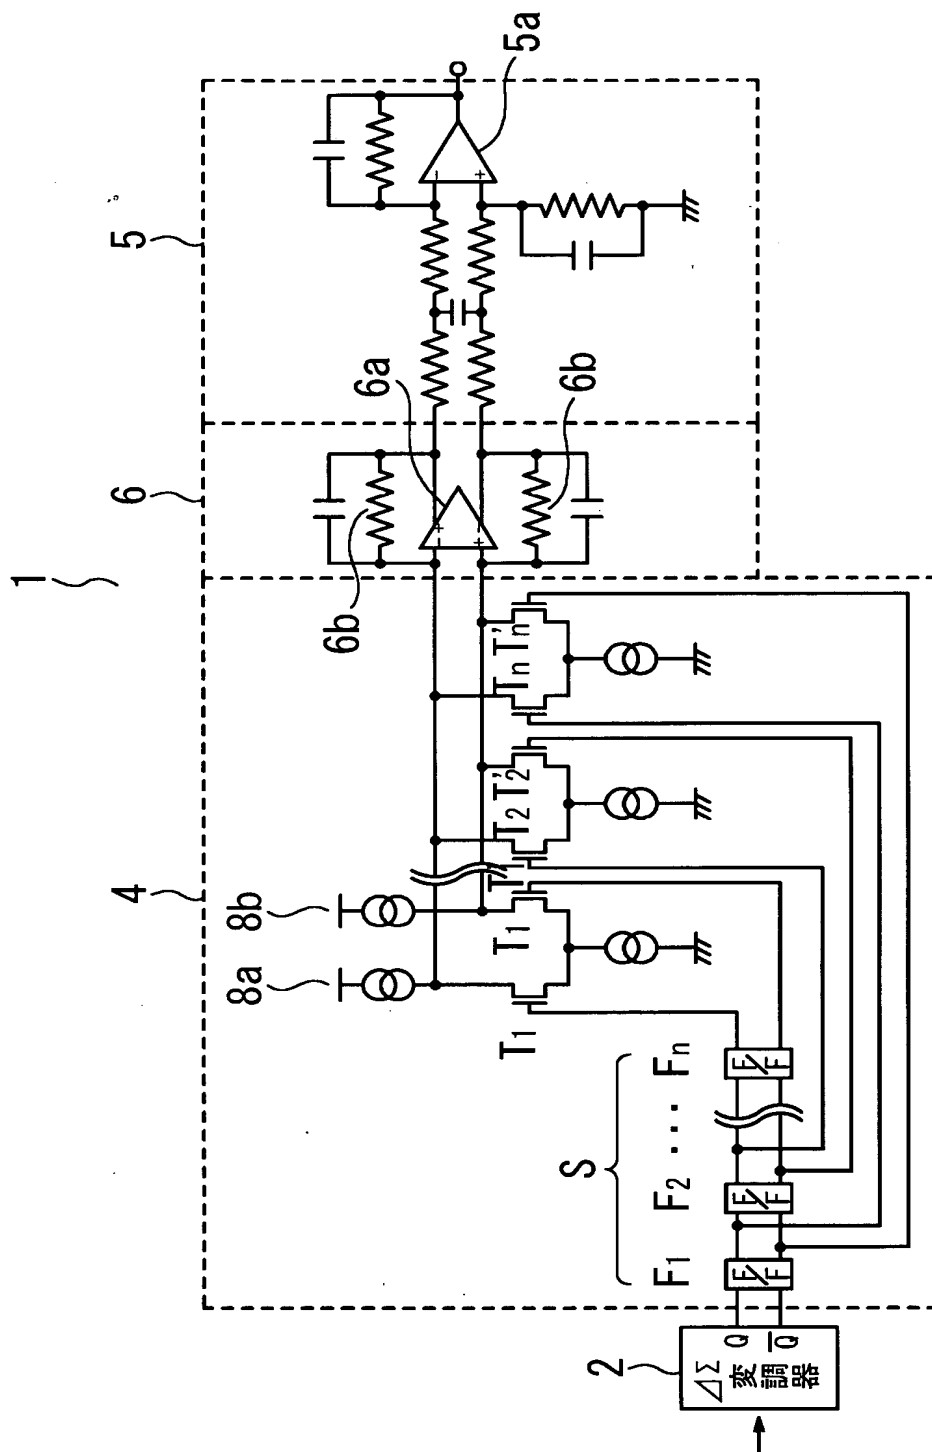 1
4
6
5
8a
8b
6b
6a
6b
5a
T1
T1
T2
T'2
Tn
T'n
S
F1
F2
...
Fn
F/F
F/F
F/F
2
ΔΣ
変調器
Q
Q̅
- +
+ -
-
+